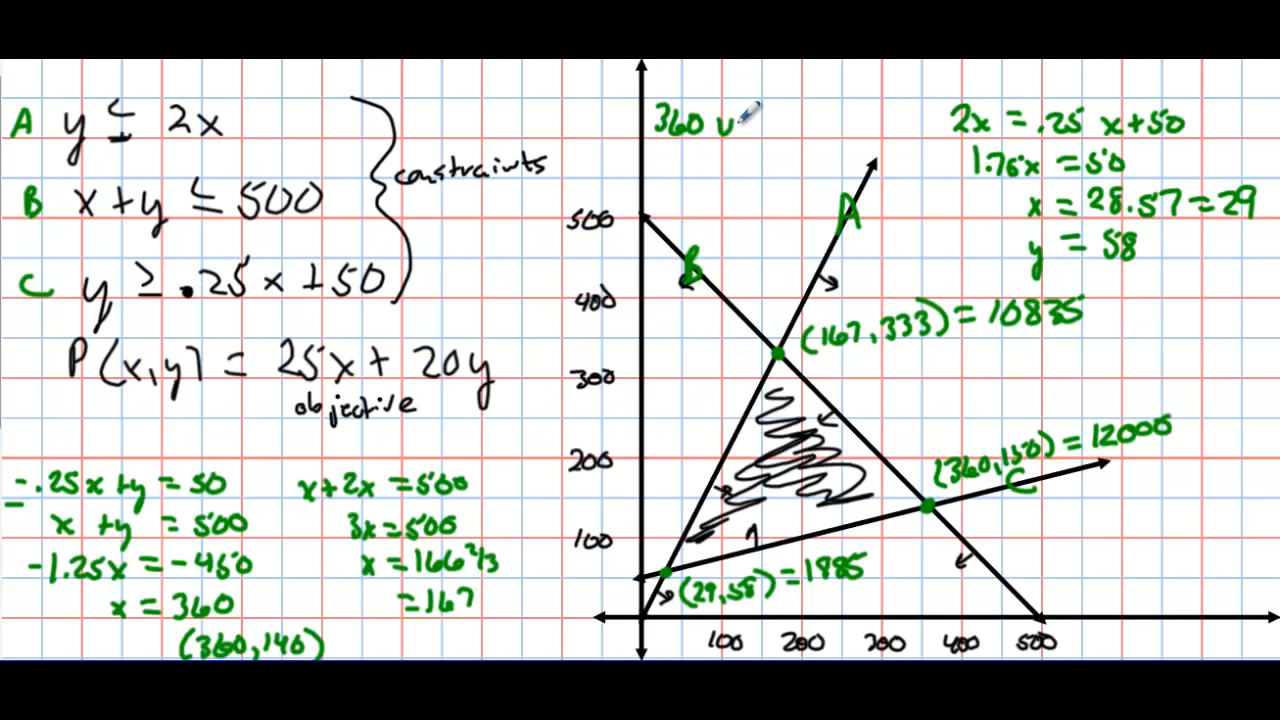 A y ≤ 2x
B x + y ≤ 500
C y ≥ .25x + 50
constraints
P(x,y) = 25x + 20y
objective
-.25x + y = 50
- x + y = 500
-1.25x = -450
x = 360
(360,140)
x + 2x = 500
3x = 500
x = 166 2/3
= 167
360 u
2x = .25x + 50
1.75x = 50
x = 28.57 = 29
y = 58
A
B
C
(167,333) = 10835
(360,150) = 12000
(29,58) = 1885
500
400
300
200
100
100 200 300 400 500